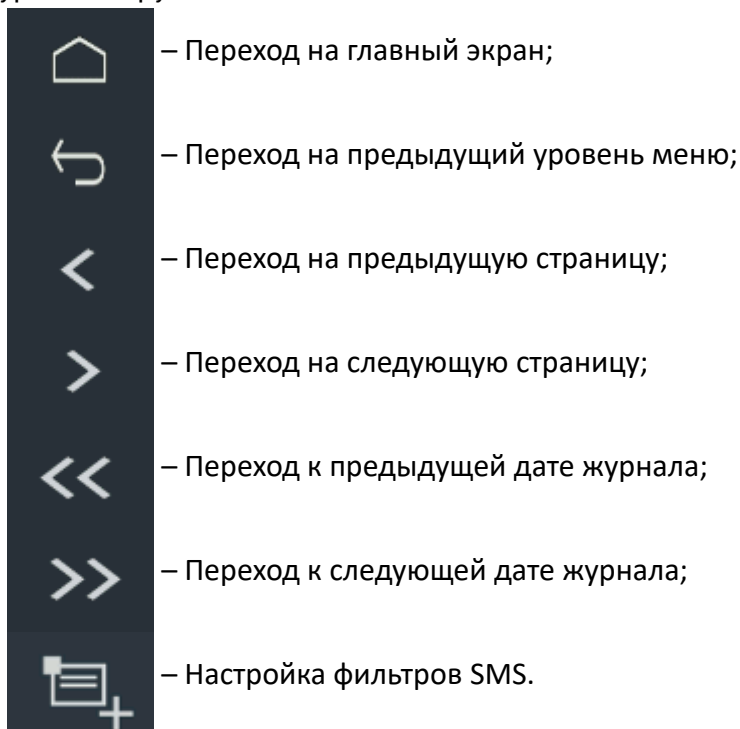 – Переход на главный экран;
– Переход на предыдущий уровень меню;
– Переход на предыдущую страницу;
– Переход на следующую страницу;
– Переход к предыдущей дате журнала;
– Переход к следующей дате журнала;
– Настройка фильтров SMS.